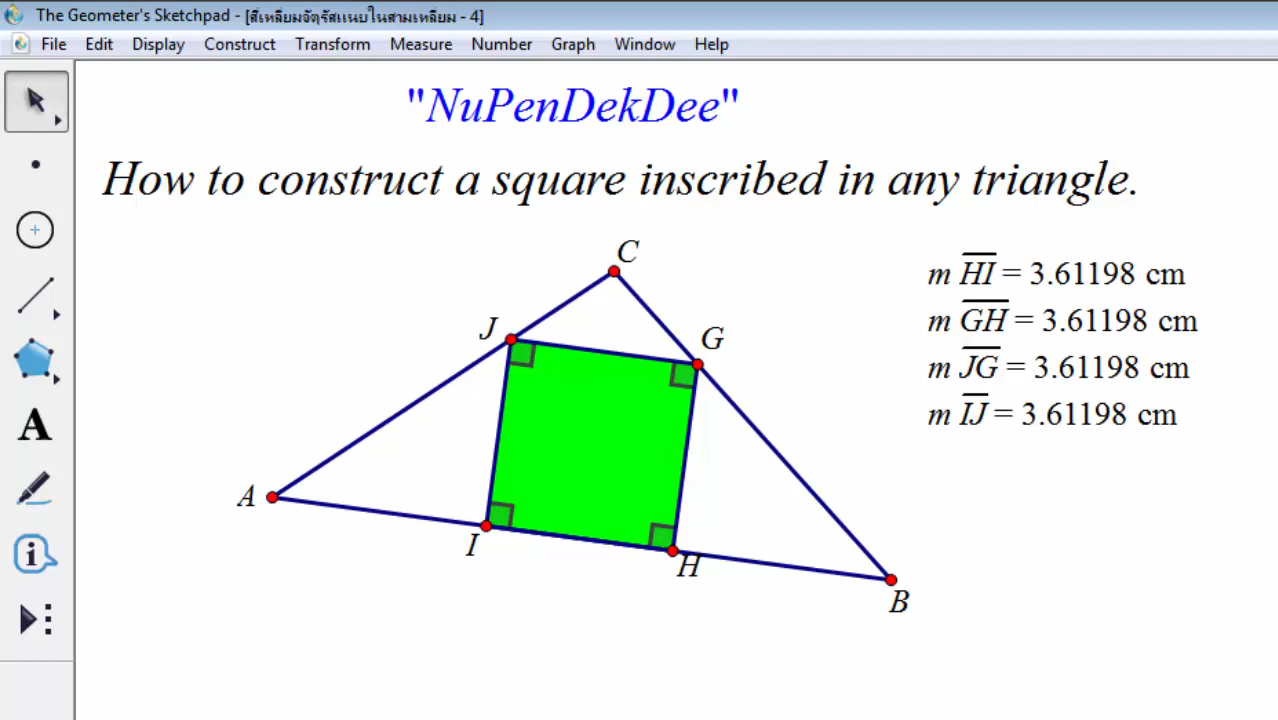 The Geometer's Sketchpad - [สี่เหลี่ยมจัตุรัสแนบในสามเหลี่ยม - 4]
File Edit Display Construct Transform Measure Number Graph Window Help
"NuPenDekDee"
How to construct a square inscribed in any triangle.
C
J
G
A
I
H
B
m HI = 3.61198 cm
m GH = 3.61198 cm
m JG = 3.61198 cm
m IJ = 3.61198 cm
A
i